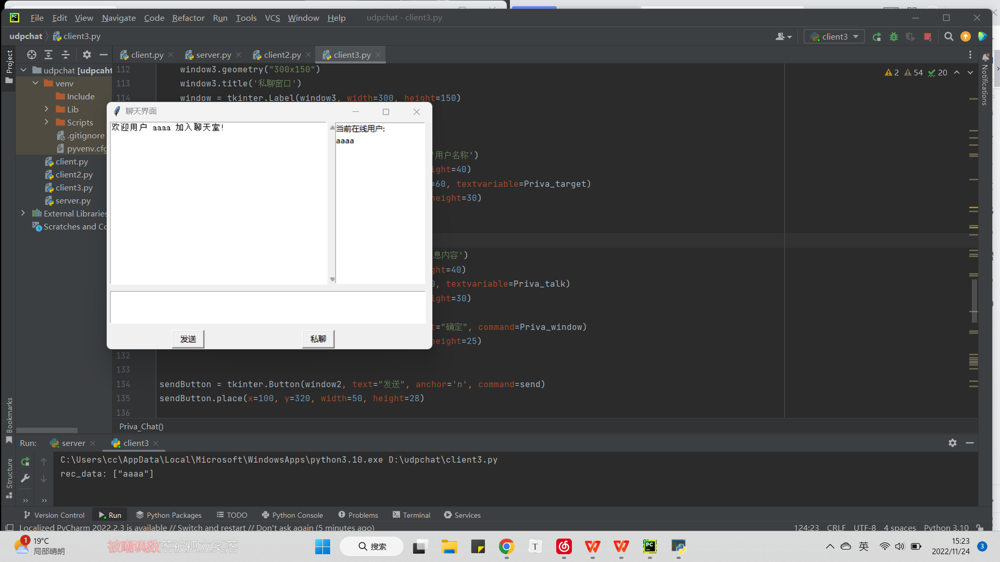 File Edit View Navigate Code Refactor Run Tools VCS Window Help udpchat - client3.py
udpchat client3.py client3
Project client.py server.py client2.py client3.py
udpchat [udpcaht
venv
Include
Lib
Scripts
.gitignore
pyvenv.cfg
client.py
client2.py
client3.py
server.py
External Libraries
Scratches and Co
112 window3.geometry("300x150")
113 window3.title('私聊窗口')
114 window = tkinter.Label(window3, width=300, height=150)
2 54 20
Notifications
聊天界面
欢迎用户 aaaa 加入聊天室!
当前在线用户:
aaaa
发送 私聊
'用户名称')
ight=40)
=60, textvariable=Priva_target)
height=30)
息内容')
ght=40)
0, textvariable=Priva_talk)
ight=30)
t="确定", command=Priva_window)
height=25)
132
133
134 sendButton = tkinter.Button(window2, text="发送", anchor='n', command=send)
135 sendButton.place(x=100, y=320, width=50, height=28)
136
Priva_Chat()
Bookmarks
Structure
Run: server client3
C:\Users\cc\AppData\Local\Microsoft\WindowsApps\python3.10.exe D:\udpchat\client3.py
rec_data: ["aaaa"]
Version Control Run Python Packages TODO Python Console Problems Terminal Services
Localized PyCharm 2022.2.3 is available // Switch and restart // Don't ask again (5 minutes ago) 124:23 CRLF UTF-8 4 spaces Python 3.10
1 19°C
局部晴朗
被嘲讽数落被孤立奚落
搜索
英
15:23
2022/11/24
3